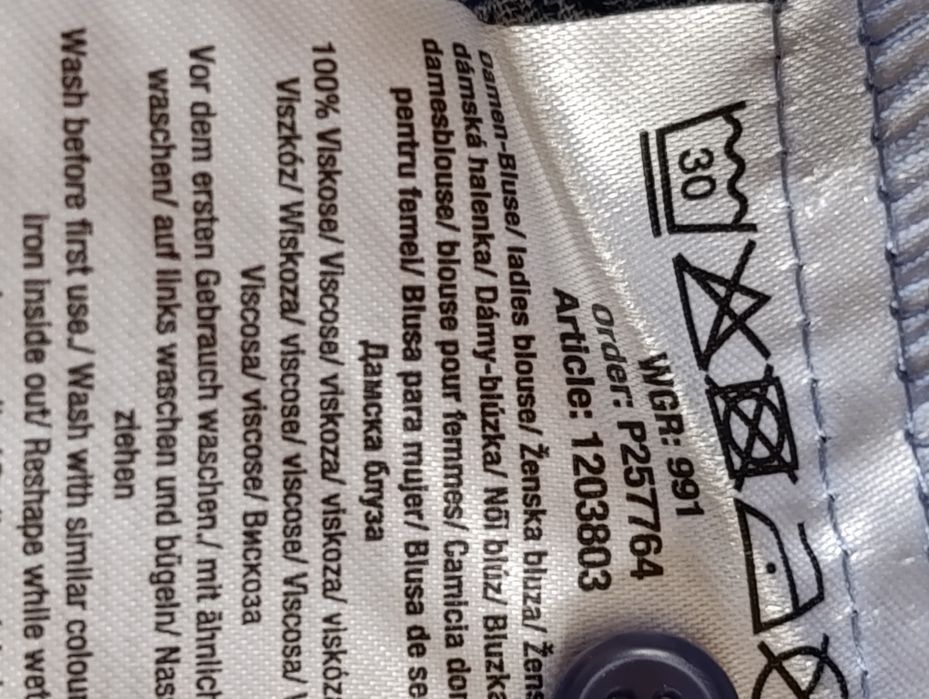 30
WGR: 991
Order: P257764
Article: 1203803
Damen-Bluse/ ladies blouse/ Ženska bluza/
dámská halenka/ Dámy-blúzka/ Női blúz/
damesblouse/ blouse pour femmes/ Camicia
pentru femei/ Blusa para mujer/ Blusa de
Дамска блуза
100% Viskose/ Viscose/ viskoza/ viskoza/
Viszkóz/ Wiskoza/ viscose/ viscose/ Viscosa/
Viscosa/ viscose/ Вискоза
Vor dem ersten Gebrauch waschen./ mit
waschen/ auf links waschen und bügeln/
ziehen
Wash before first use./ Wash with similar
Iron inside out/ Reshape while wet